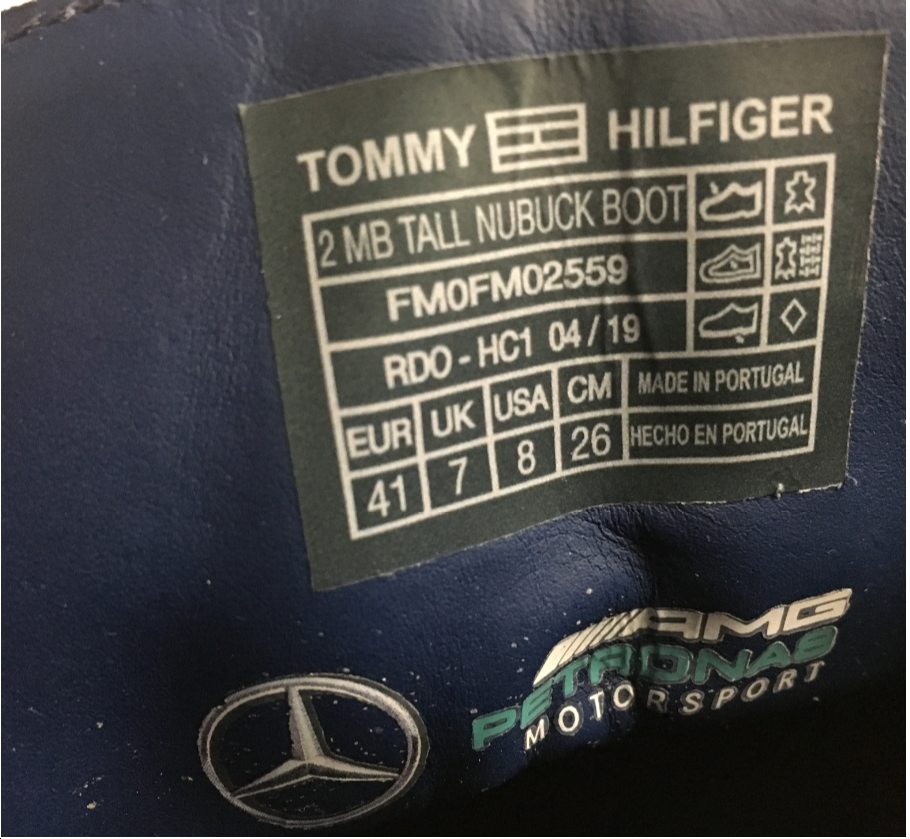 TOMMY HILFIGER
2 MB TALL NUBUCK BOOT
FM0FM02559
RDO - HC1 04 / 19
EUR UK USA CM MADE IN PORTUGAL
41 7 8 26 HECHO EN PORTUGAL
AMG
PETRONAS
MOTORSPORT